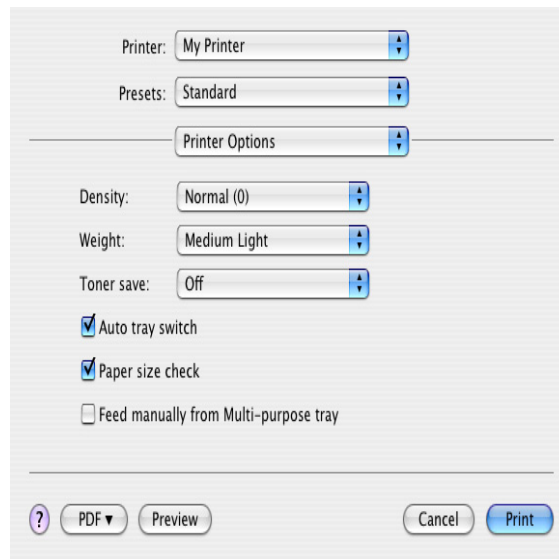 Printer: My Printer
Presets: Standard
Printer Options
Density: Normal (0)
Weight: Medium Light
Toner save: Off
Auto tray switch
Paper size check
Feed manually from Multi-purpose tray
? PDF ▼ Preview Cancel Print